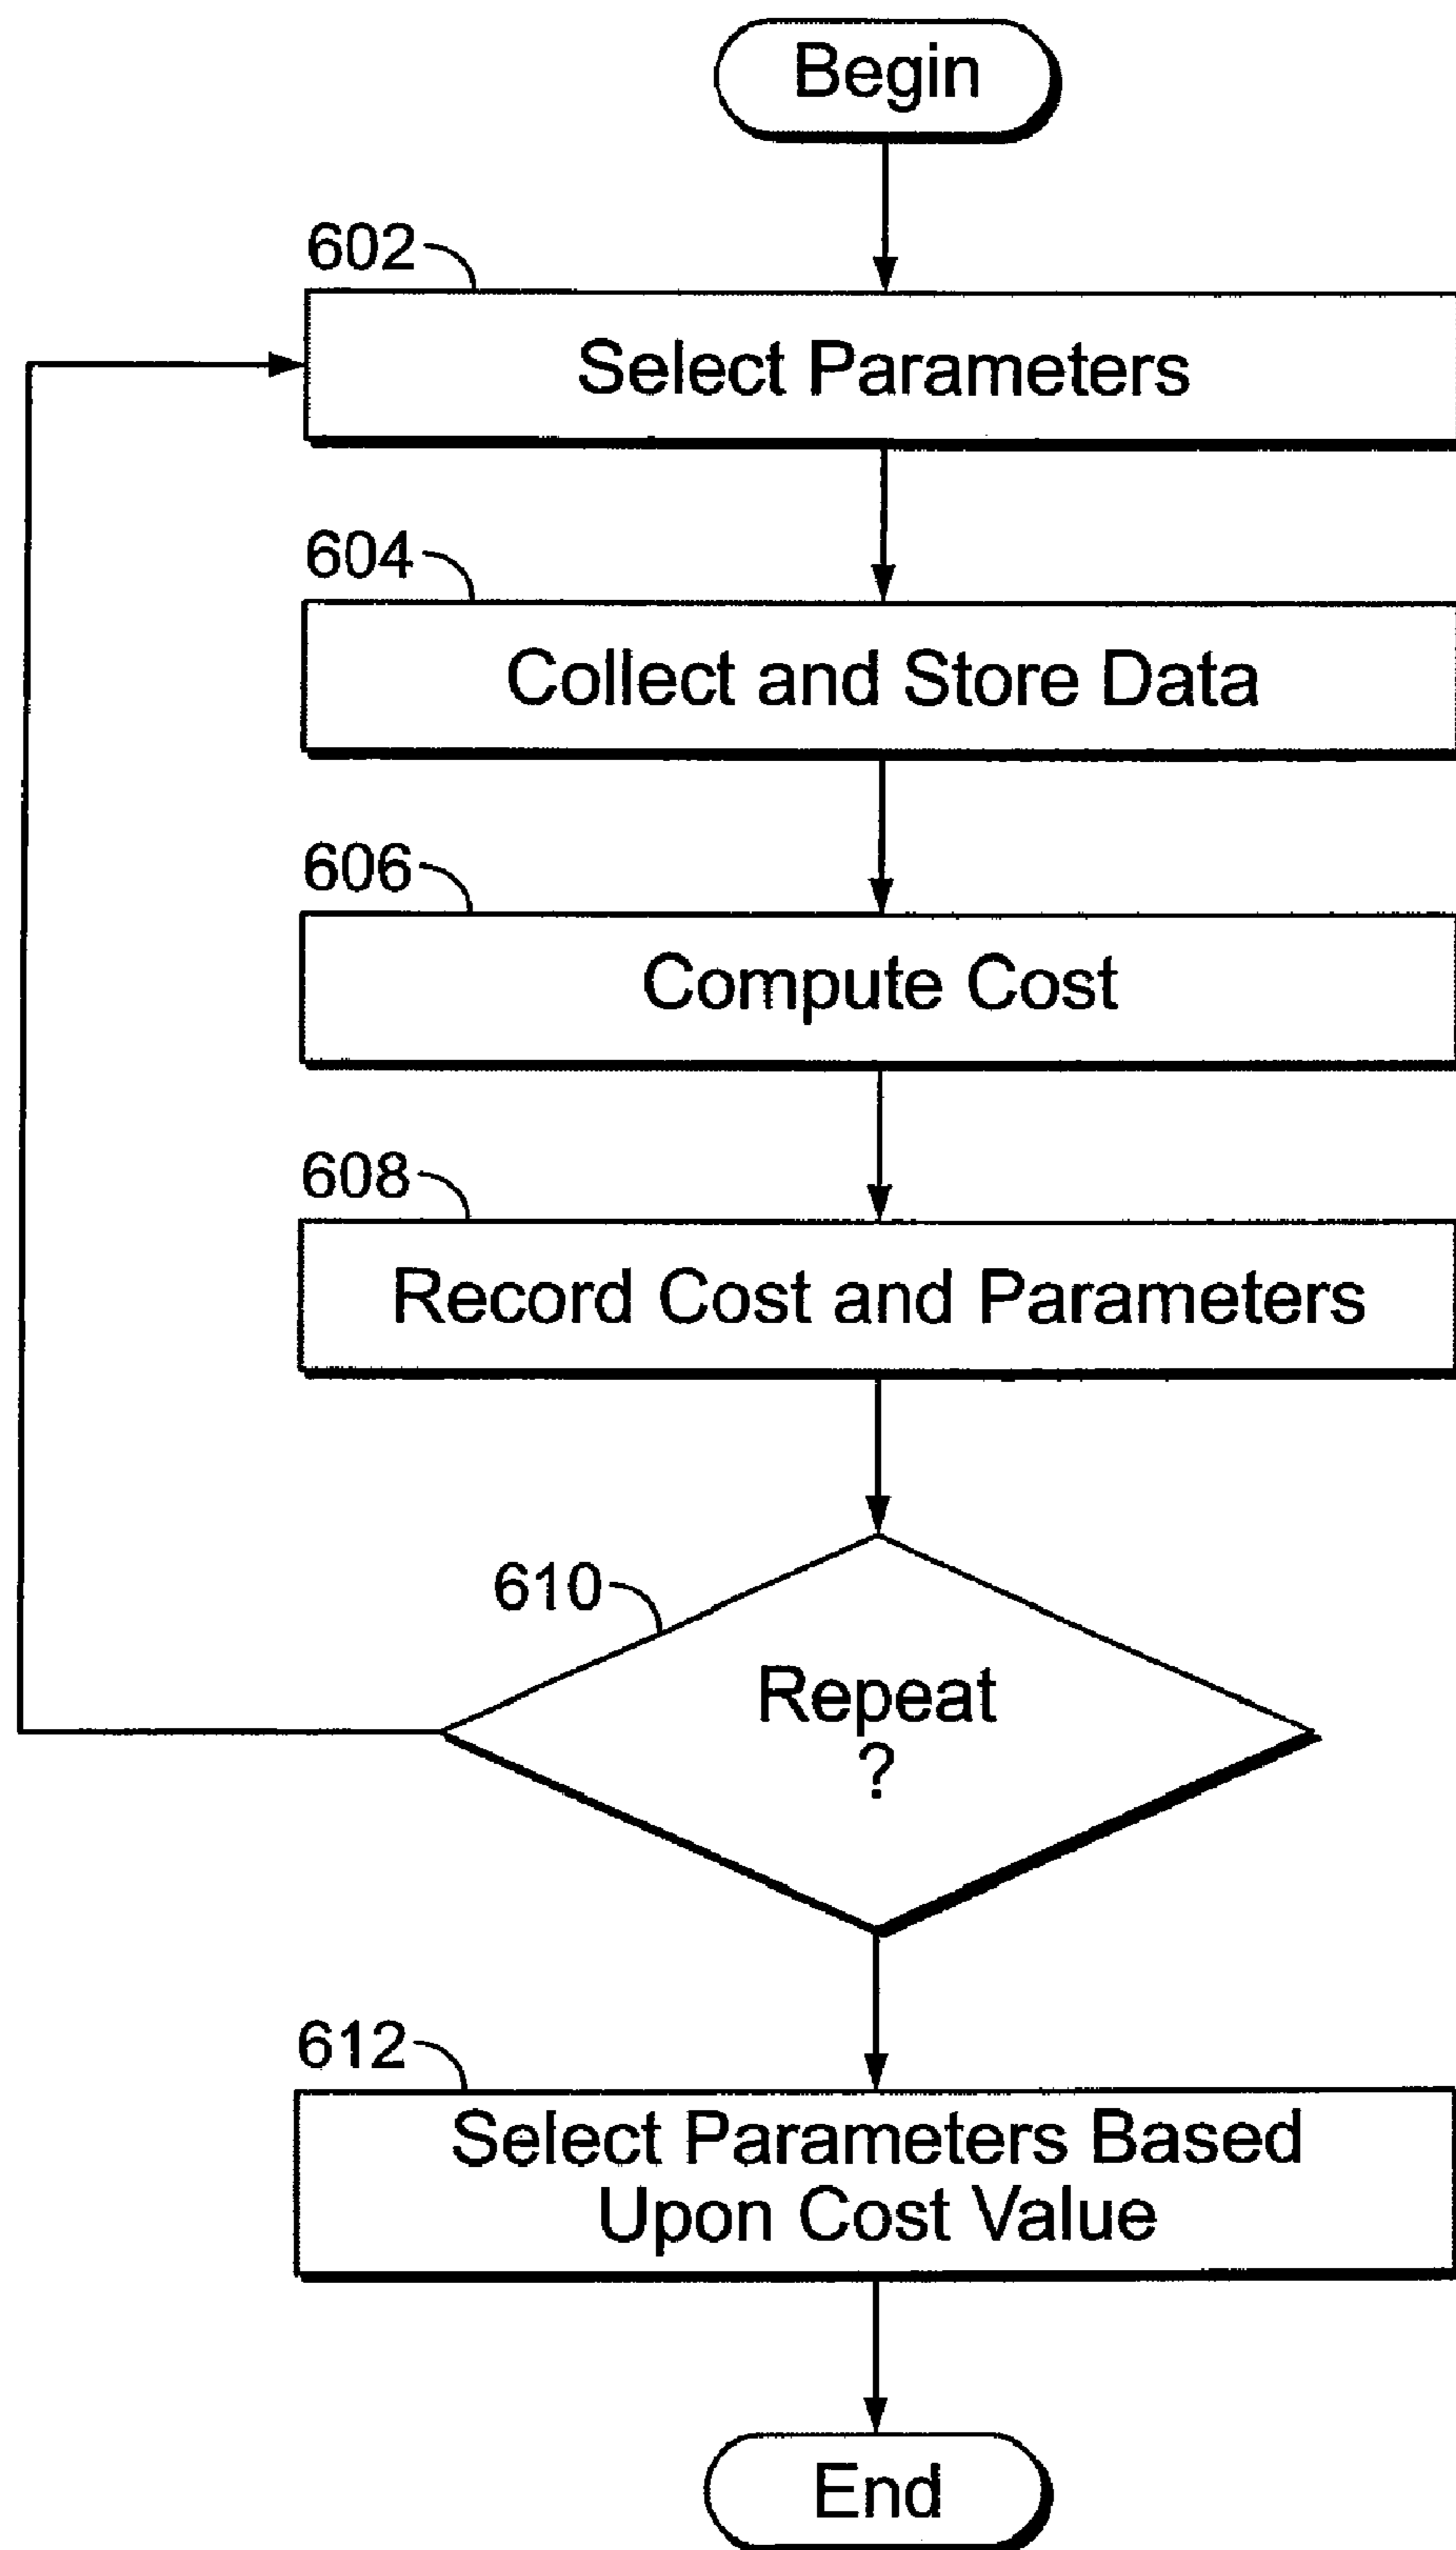 Begin
602
Select Parameters
604
Collect and Store Data
606
Compute Cost
608
Record Cost and Parameters
610
Repeat
?
612
Select Parameters Based
Upon Cost Value
End